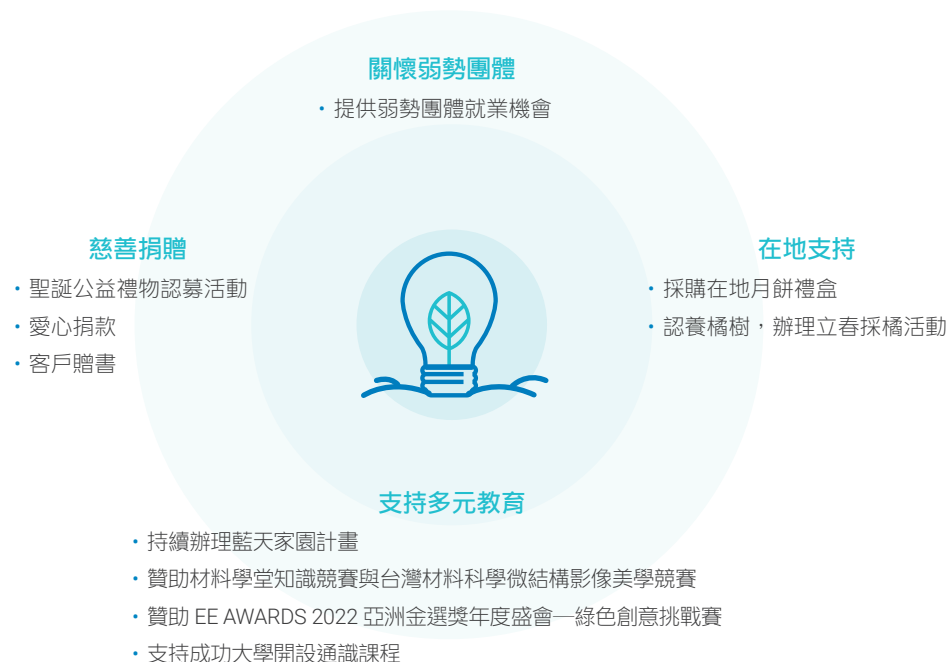 關懷弱勢團體
・提供弱勢團體就業機會
慈善捐贈
・聖誕公益禮物認募活動
・愛心捐款
・客戶贈書
在地支持
・採購在地月餅禮盒
・認養橘樹，辦理立春採橘活動
支持多元教育
・持續辦理藍天家園計畫
・贊助材料學堂知識競賽與台灣材料科學微結構影像美學競賽
・贊助 EE AWARDS 2022 亞洲金選獎年度盛會─綠色創意挑戰賽
・支持成功大學開設通識課程